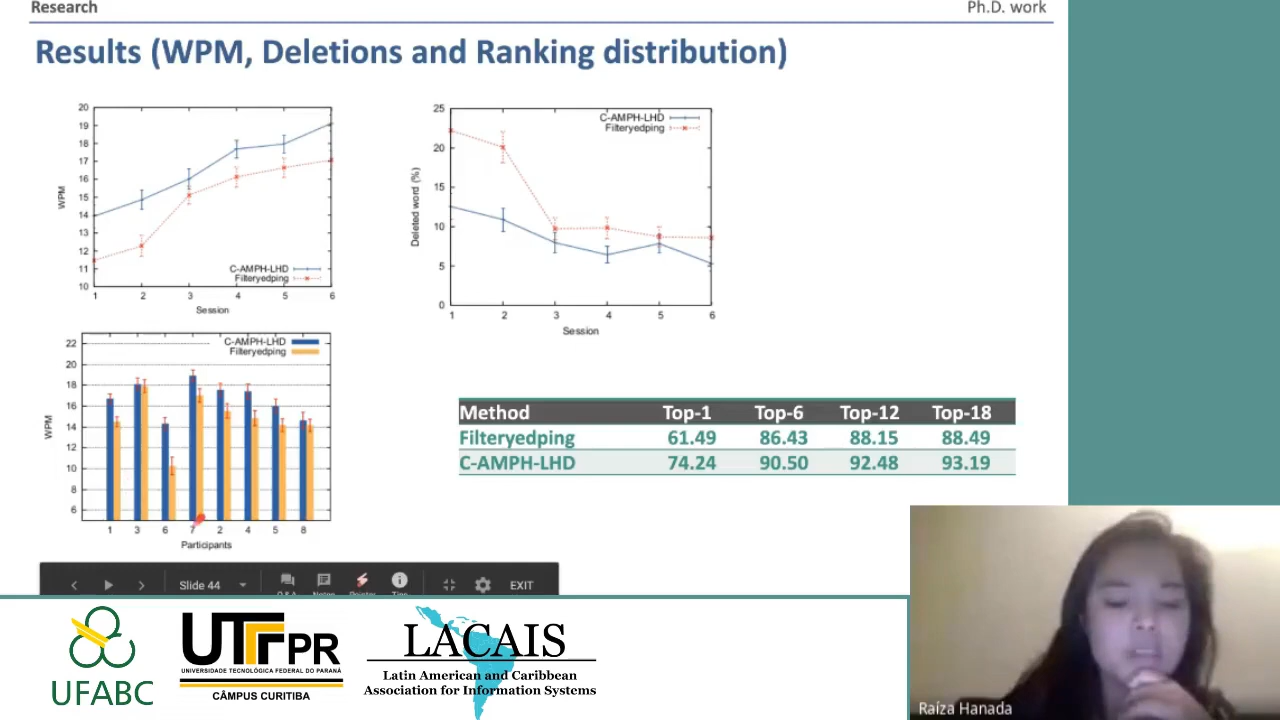 Research
Ph.D. work
Results (WPM, Deletions and Ranking distribution)
20
19
18
17
16
15
14
13
12
11
10
WPM
C-AMPH-LHD
Filteryedping
1 2 3 4 5 6
Session
25
20
15
10
5
0
Deleted word (%)
C-AMPH-LHD
Filteryedping
1 2 3 4 5 6
Session
22
20
18
16
14
12
10
8
6
WPM
C-AMPH-LHD
Filteryedping
1 3 6 7 2 4 5 8
Participants
Method Top-1 Top-6 Top-12 Top-18
Filteryedping 61.49 86.43 88.15 88.49
C-AMPH-LHD 74.24 90.50 92.48 93.19
Slide 44
EXIT
UFABC
UTFPR
UNIVERSIDADE TECNOLÓGICA FEDERAL DO PARANÁ
CÂMPUS CURITIBA
LACAIS
Latin American and Caribbean
Association for Information Systems
Raíza Hanada